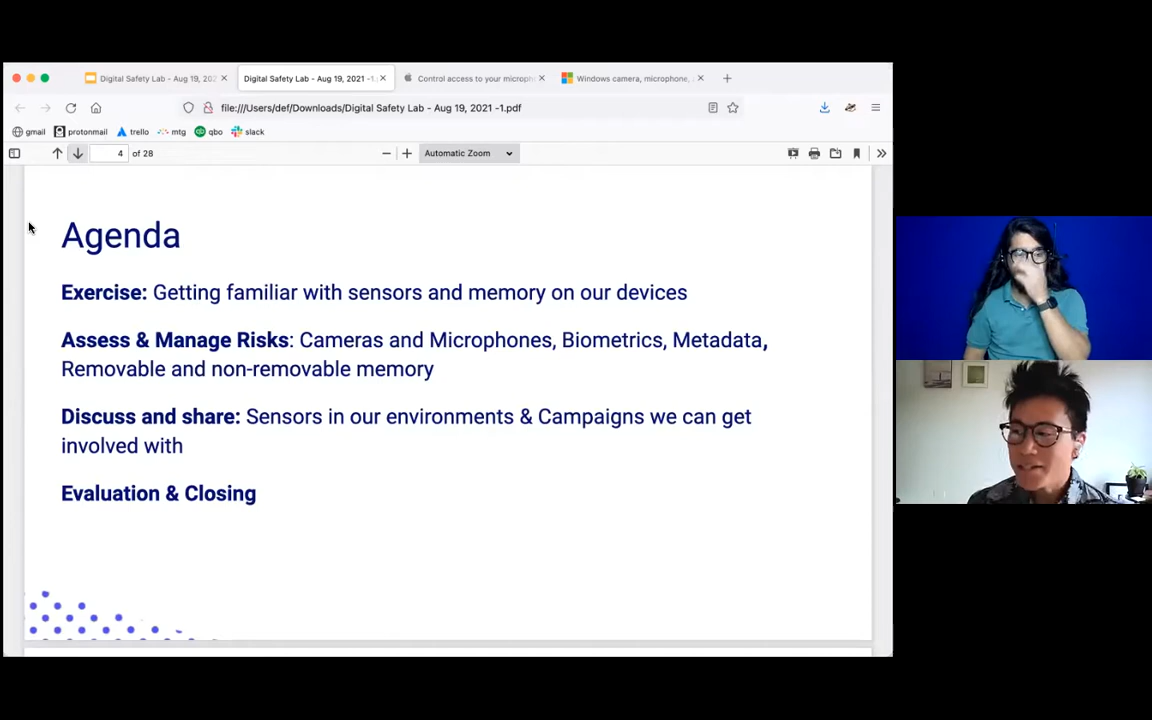 Digital Safety Lab - Aug 19, 202
Digital Safety Lab - Aug 19, 2021 -1.
Control access to your microph
Windows camera, microphone,
file:///Users/def/Downloads/Digital Safety Lab - Aug 19, 2021 -1.pdf
gmail protonmail trello mtg qbo slack
4 of 28
Automatic Zoom
Agenda
Exercise: Getting familiar with sensors and memory on our devices
Assess & Manage Risks: Cameras and Microphones, Biometrics, Metadata,
Removable and non-removable memory
Discuss and share: Sensors in our environments & Campaigns we can get
involved with
Evaluation & Closing